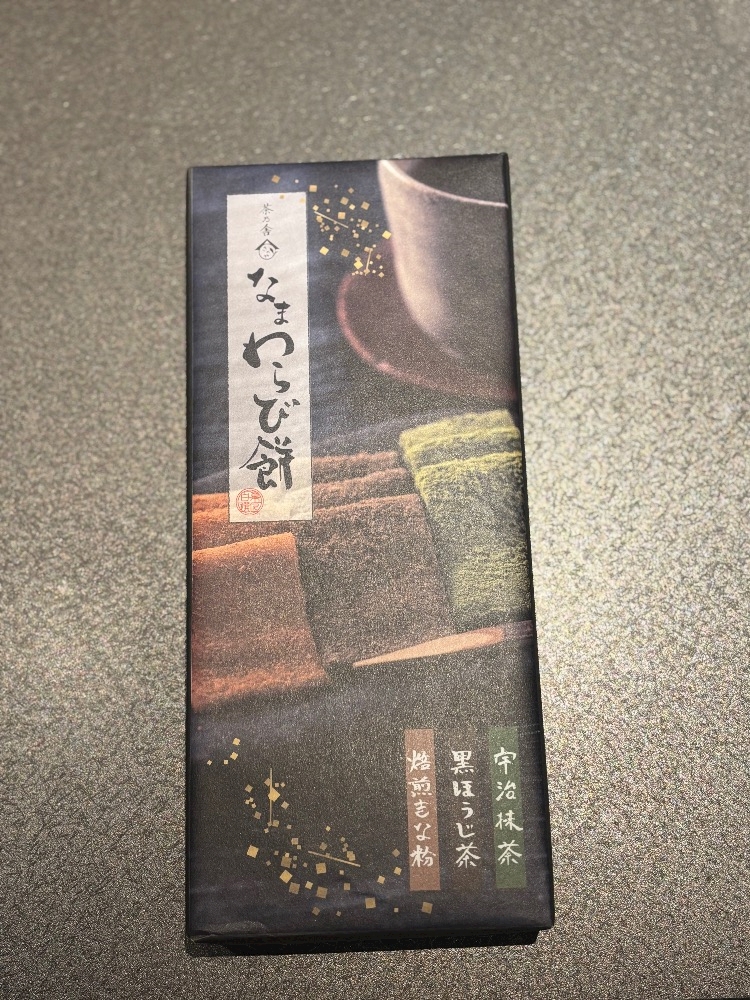 茶乃香
なまわらび餅
宇治抹茶
黒ほうじ茶
焙煎きな粉